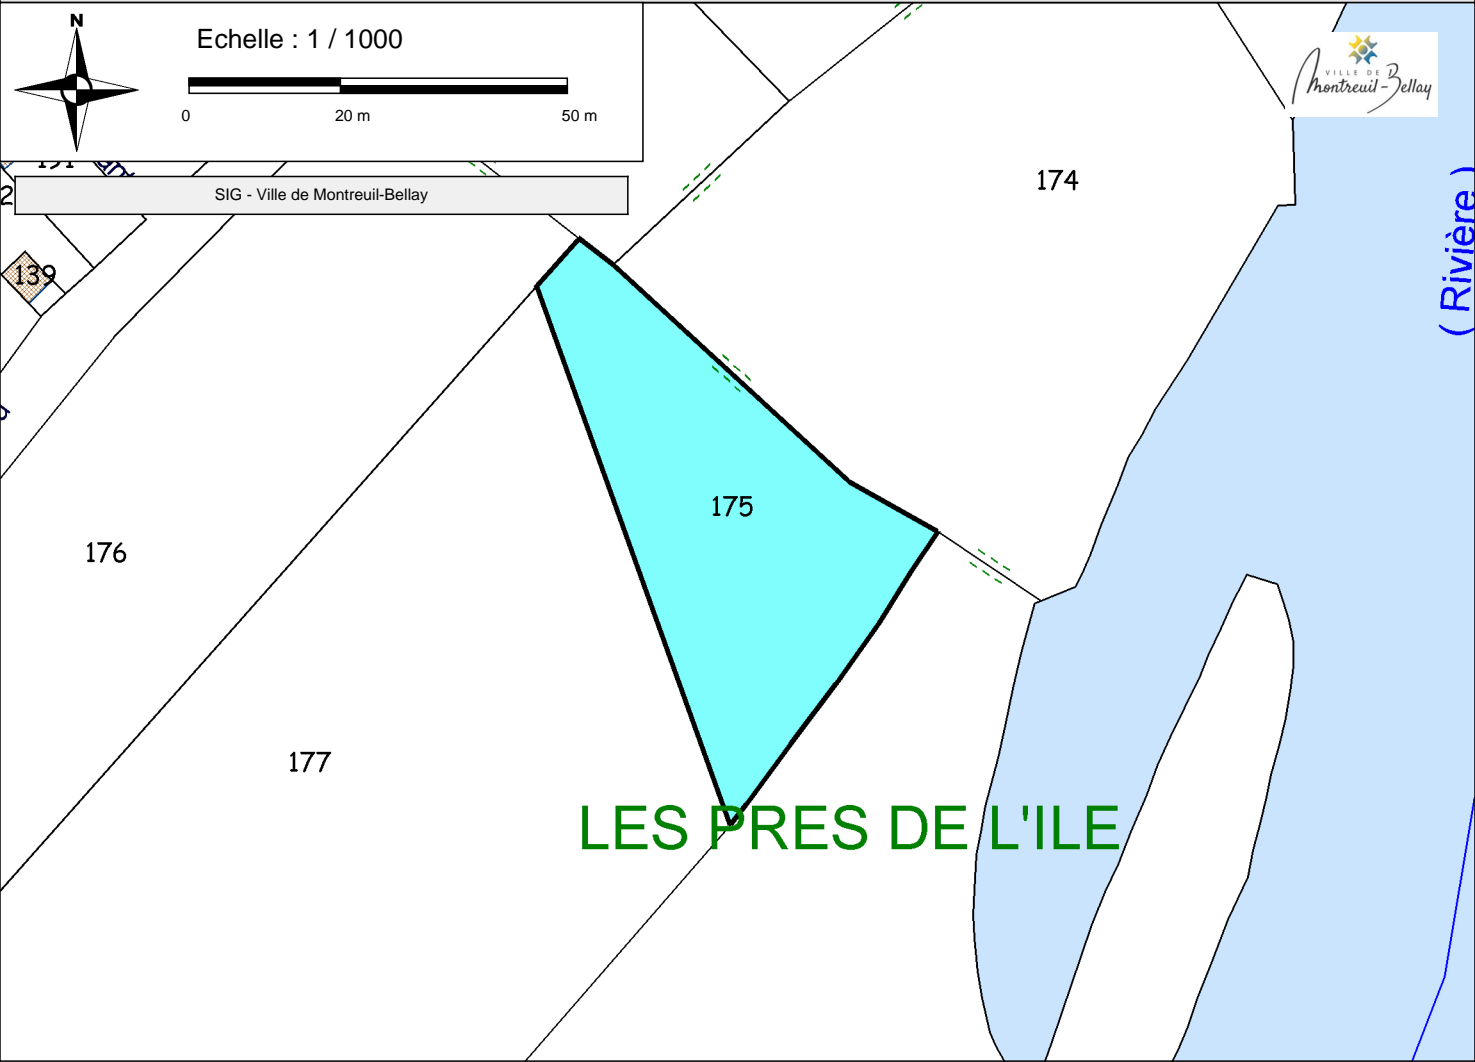 N
Echelle : 1 / 1000
0 20 m 50 m
VILLE DE
Montreuil-Bellay
SIG - Ville de Montreuil-Bellay
174
( Rivière )
139
175
176
177
LES PRES DE L'ILE